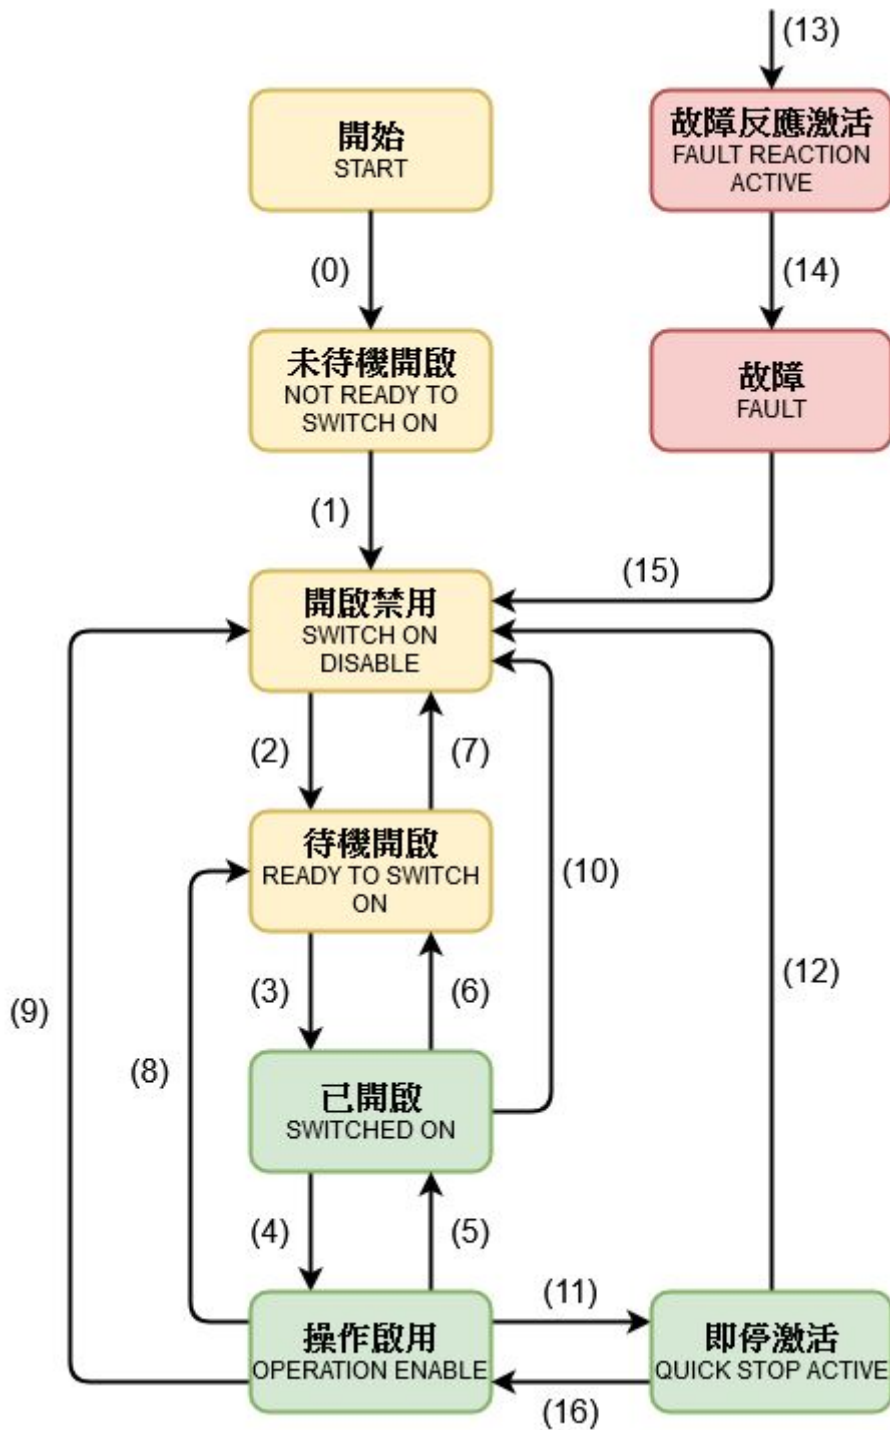 (13)
開始
START
故障反應激活
FAULT REACTION
ACTIVE
(0)
(14)
未待機開啟
NOT READY TO
SWITCH ON
故障
FAULT
(1)
(15)
開啟禁用
SWITCH ON
DISABLE
(2)
(7)
待機開啟
READY TO SWITCH
ON
(10)
(3)
(6)
(12)
(9)
(8)
已開啟
SWITCHED ON
(4)
(5)
(11)
操作啟用
OPERATION ENABLE
即停激活
QUICK STOP ACTIVE
(16)